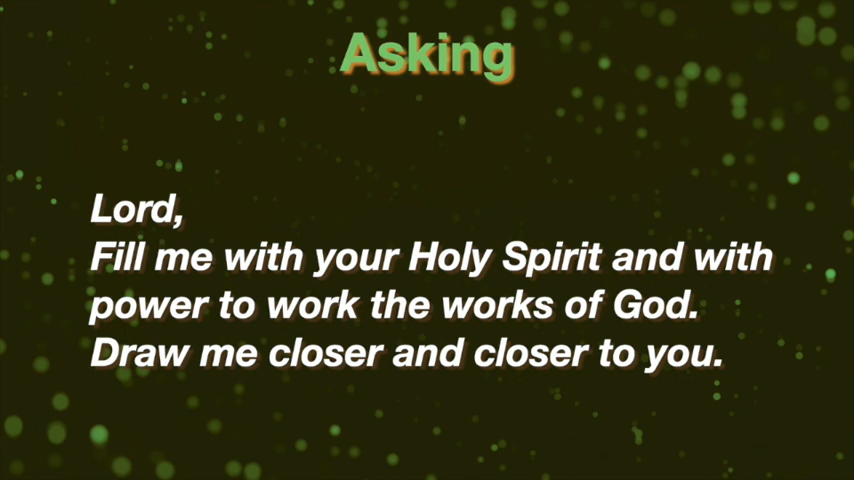 Asking
Lord,
Fill me with your Holy Spirit and with
power to work the works of God.
Draw me closer and closer to you.